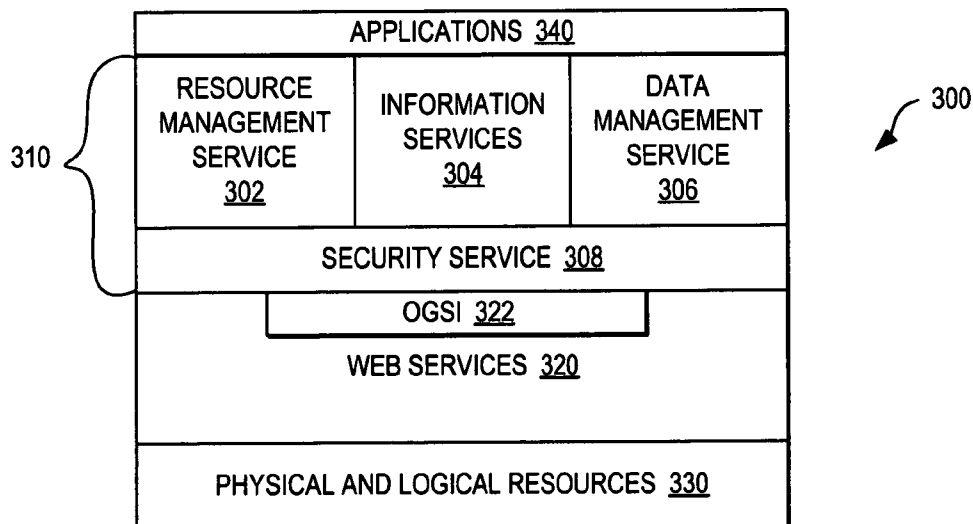 APPLICATIONS 340
RESOURCE
MANAGEMENT
SERVICE
302
INFORMATION
SERVICES
304
DATA
MANAGEMENT
SERVICE
306
300
310
SECURITY SERVICE 308
OGSI 322
WEB SERVICES 320
PHYSICAL AND LOGICAL RESOURCES 330